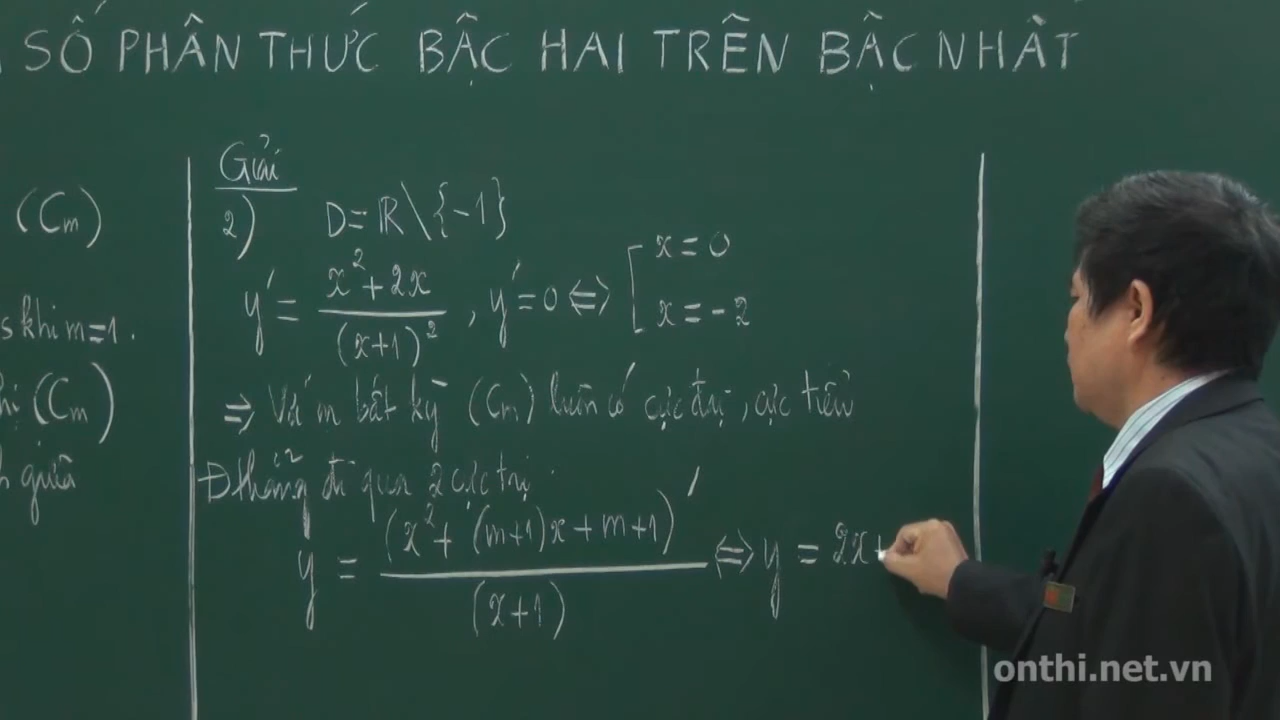 SỐ PHÂN THỨC BẬC HAI TRÊN BẬC NHẤT
(Cm)
khi m=1.
(Cm)
giữa
Giải
2) D=ℝ\{-1}
y' = x²+2x / (x+1)², y'=0 ⇔ [ x=0
x=-2
⇒ Với m bất kỳ (Cm) luôn có cực đại, cực tiểu
Đthẳng đi qua 2 cực trị.
y = (x²+(m+1)x+m+1)' / (x+1) ⇔ y = 2x+
onthi.net.vn